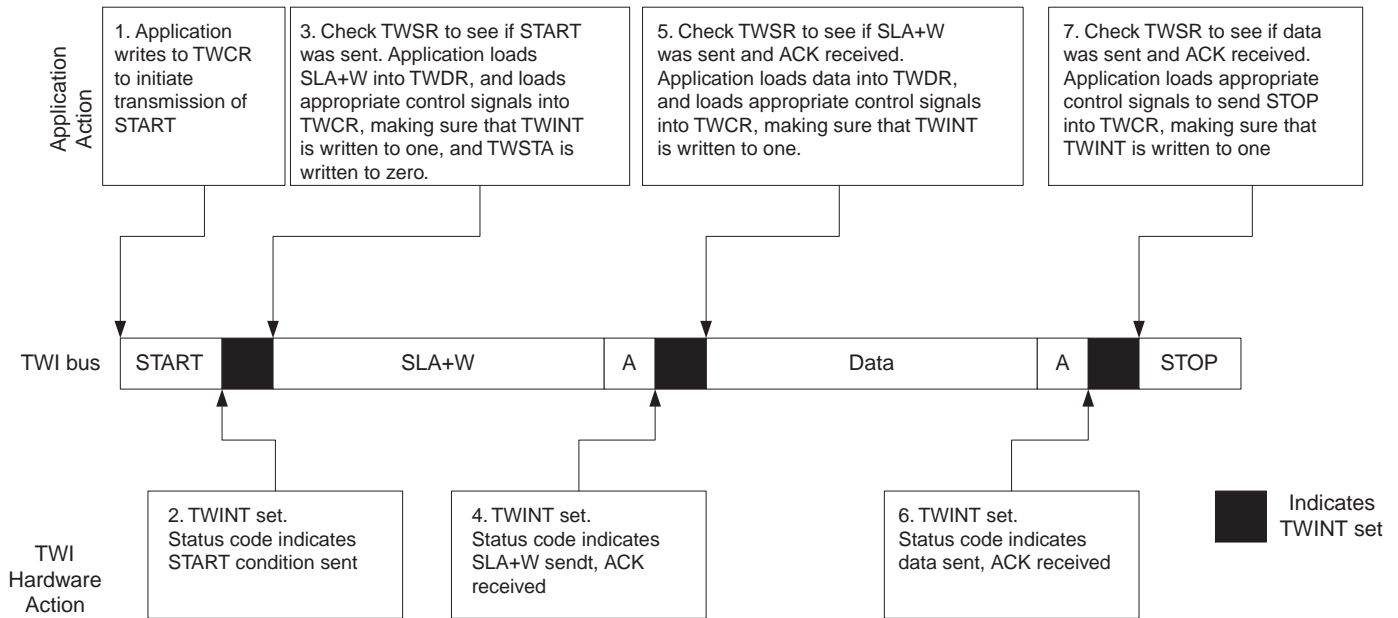 Application
Action
1. Application
writes to TWCR
to initiate
transmission of
START
3. Check TWSR to see if START
was sent. Application loads
SLA+W into TWDR, and loads
appropriate control signals into
TWCR, making sure that TWINT
is written to one, and TWSTA is
written to zero.
5. Check TWSR to see if SLA+W
was sent and ACK received.
Application loads data into TWDR,
and loads appropriate control signals
into TWCR, making sure that TWINT
is written to one.
7. Check TWSR to see if data
was sent and ACK received.
Application loads appropriate
control signals to send STOP
into TWCR, making sure that
TWINT is written to one
TWI bus
START
SLA+W
A
Data
A
STOP
TWI
Hardware
Action
2. TWINT set.
Status code indicates
START condition sent
4. TWINT set.
Status code indicates
SLA+W sendt, ACK
received
6. TWINT set.
Status code indicates
data sent, ACK received
Indicates
TWINT set